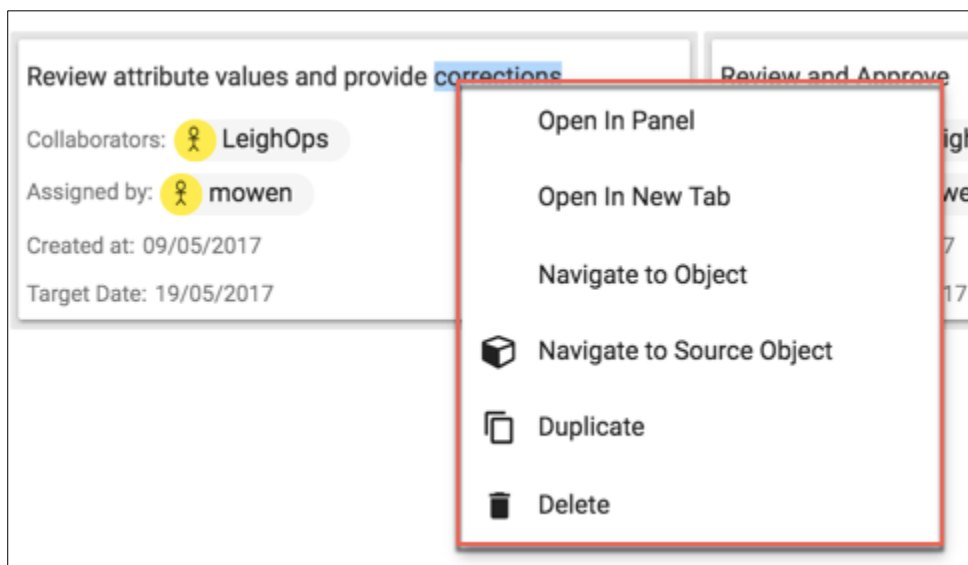 Review attribute values and provide corrections
Collaborators: LeighOps
Assigned by: mowen
Created at: 09/05/2017
Target Date: 19/05/2017
Review and Approve
Open In Panel
Open In New Tab
Navigate to Object
Navigate to Source Object
Duplicate
Delete